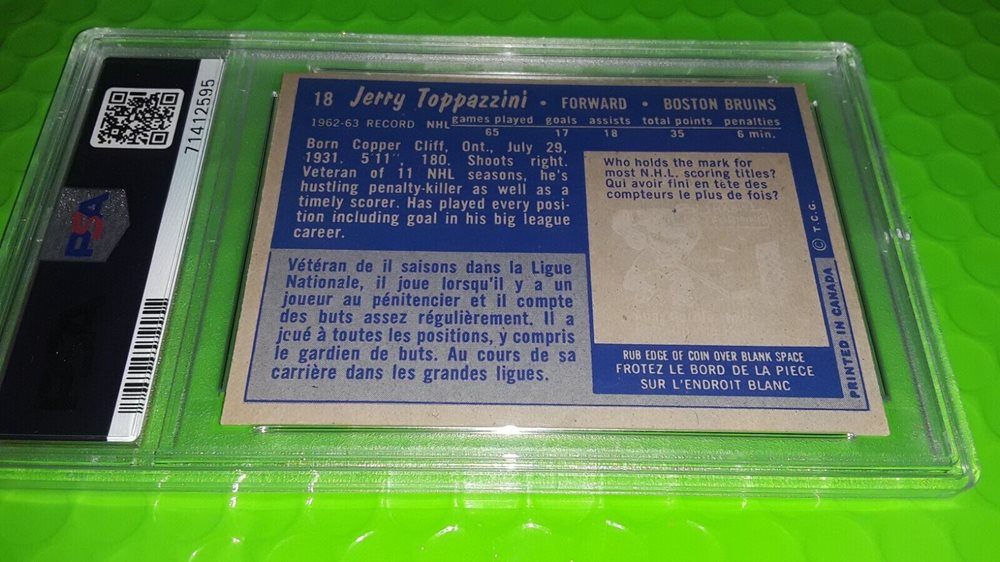 71412595
PSA
18 Jerry Toppazzini • FORWARD • BOSTON BRUINS
games played goals assists total points penalties
1962-63 RECORD NHL 65 17 18 35 6 min.
Born Copper Cliff, Ont., July 29,
1931. 5'11", 180. Shoots right.
Veteran of 11 NHL seasons, he's
hustling penalty-killer as well as a
timely scorer. Has played every posi-
tion including goal in his big league
career.
Who holds the mark for
most N.H.L. scoring titles?
Qui avoir fini en tète des
compteurs le plus de fois?
Vétéran de il saisons dans la Ligue
Nationale, il joue lorsqu'il y a un
joueur au pénitencier et il compte
des buts assez régulièrement. Il a
joué à toutes les positions, y compris
le gardien de buts. Au cours de sa
carrière dans les grandes ligues.
RUB EDGE OF COIN OVER BLANK SPACE
FROTEZ LE BORD DE LA PIECE
SUR L'ENDROIT BLANC
PRINTED IN CANADA © T.C.G.